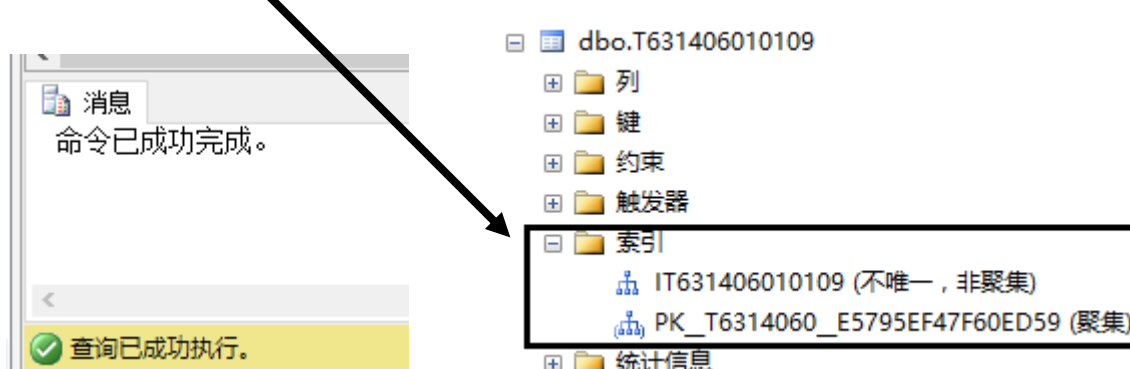 消息
命令已成功完成。
查询已成功执行。
dbo.T631406010109
列
键
约束
触发器
索引
IT631406010109 (不唯一，非聚集)
PK__T6314060__E5795EF47F60ED59 (聚集)
统计信息